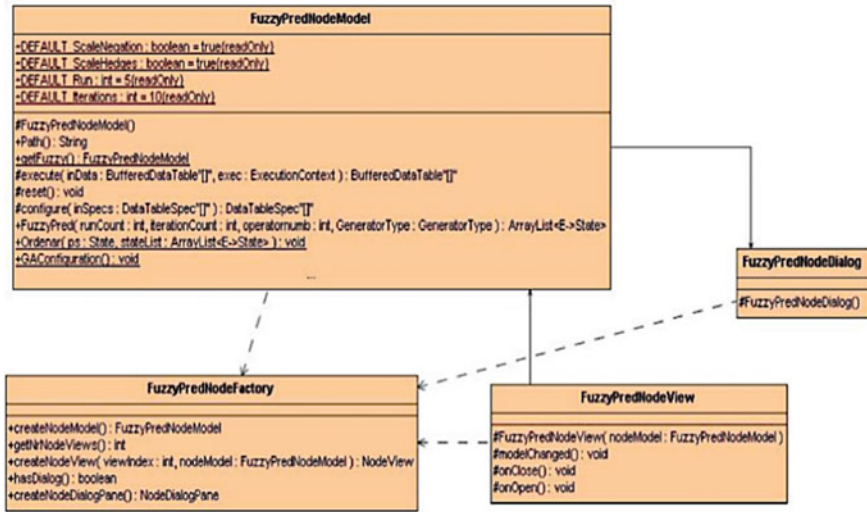 FuzzyPredNodeModel
-DEFAULT_ScaleNegation : boolean = true{readOnly}
-DEFAULT_ScaleHedges : boolean = true{readOnly}
-DEFAULT_Run : int = 5{readOnly}
-DEFAULT_Iterations : int = 10{readOnly}
#FuzzyPredNodeModel()
+Path() : String
+getFuzzy() : FuzzyPredNodeModel
#execute( inData : BufferedDataTable"[]", exec : ExecutionContext ) : BufferedDataTable"[]"
#reset() : void
#configure( inSpecs : DataTableSpec"[]" ) : DataTableSpec"[]"
+FuzzyPred( runCount : int, iterationCount : int, operatornumb : int, GeneratorType : GeneratorType ) : ArrayList<E->State>
+Ordenar( ps : State, stateList : ArrayList<E->State> ) : void
+GAConfiguration() : void
...
FuzzyPredNodeDialog
#FuzzyPredNodeDialog()
FuzzyPredNodeFactory
+createNodeModel() : FuzzyPredNodeModel
+getNrNodeViews() : int
+createNodeView( viewIndex : int, nodeModel : FuzzyPredNodeModel ) : NodeView
+hasDialog() : boolean
+createNodeDialogPane() : NodeDialogPane
FuzzyPredNodeView
#FuzzyPredNodeView( nodeModel : FuzzyPredNodeModel )
#modelChanged() : void
#onClose() : void
#onOpen() : void